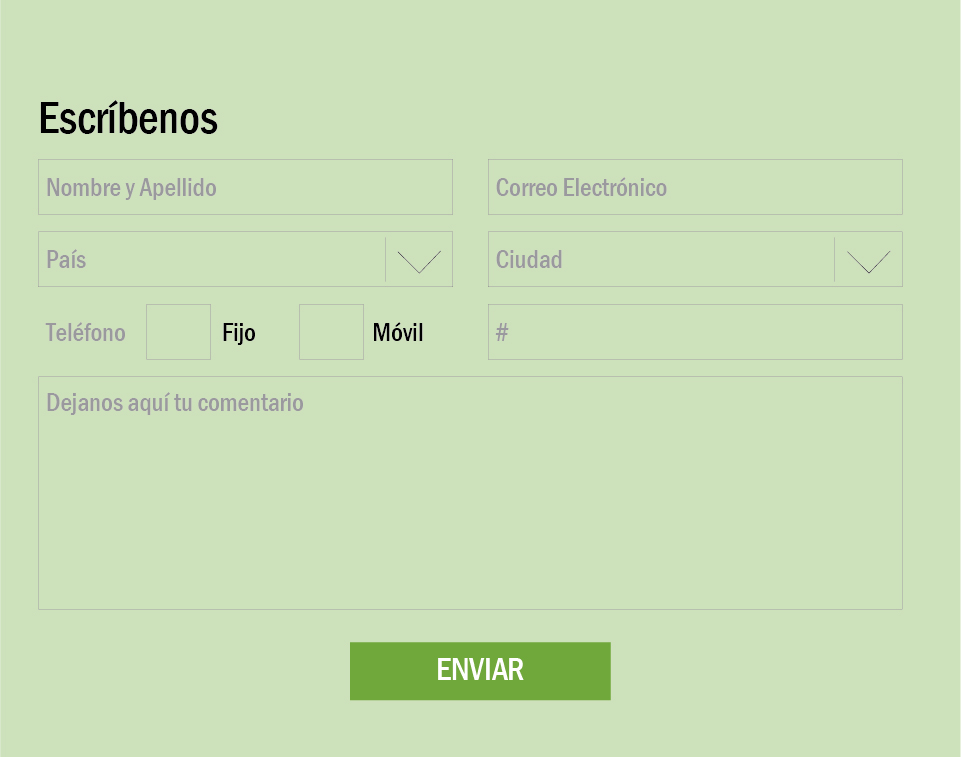 Escríbenos
Nombre y Apellido
Correo Electrónico
País
Ciudad
Teléfono Fijo Móvil #
Dejanos aquí tu comentario
ENVIAR